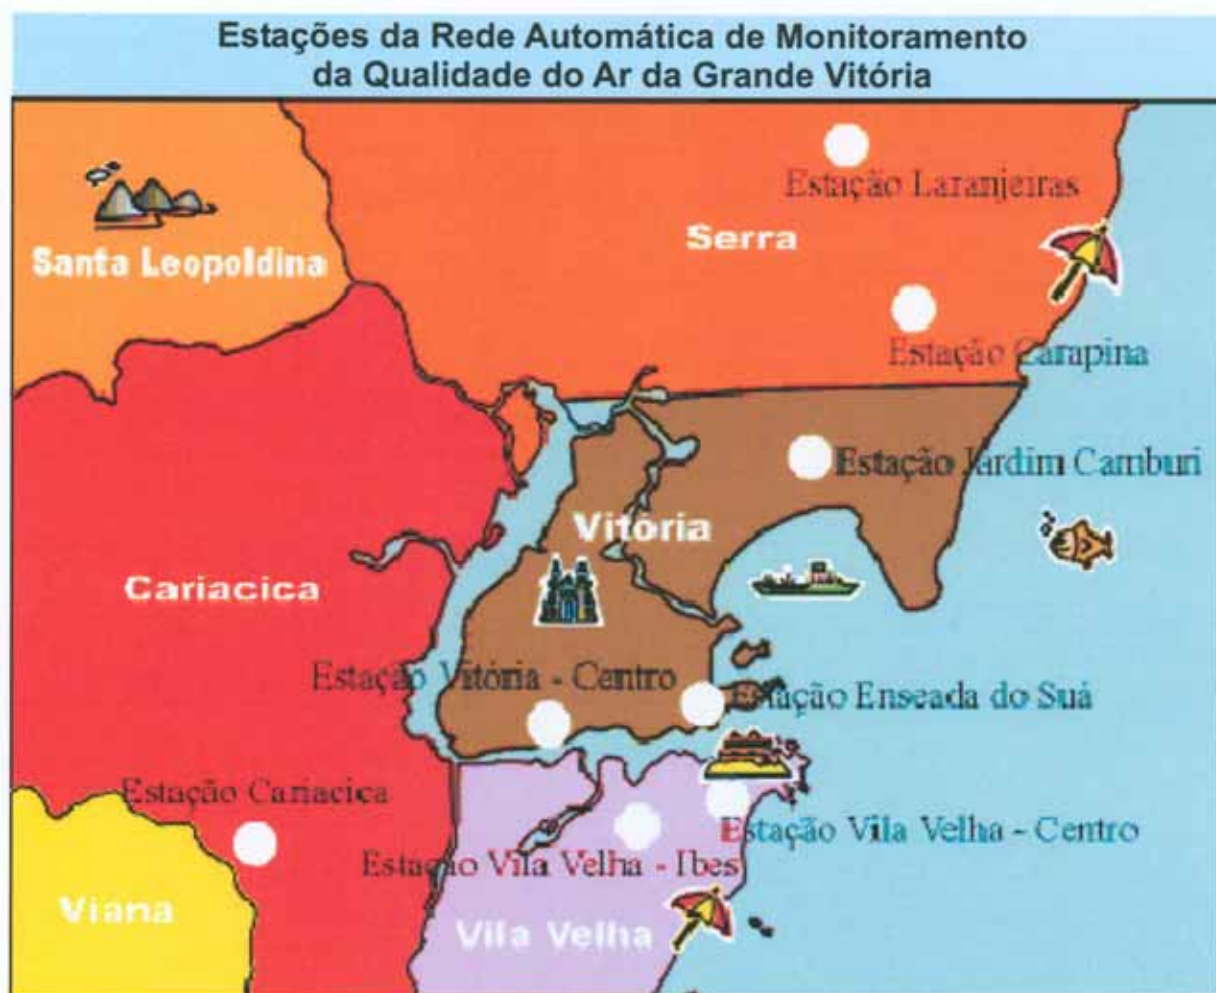 Estações da Rede Automática de Monitoramento
da Qualidade do Ar da Grande Vitória
Estação Laranjeiras
Serra
Santa Leopoldina
Estação Carapina
Estação Jardim Camburi
Vitória
Cariacica
Estação Vitória - Centro
Estação Enseada do Suá
Estação Cariacica
Estação Vila Velha - Centro
Estação Vila Velha - Ibes
Viana
Vila Velha